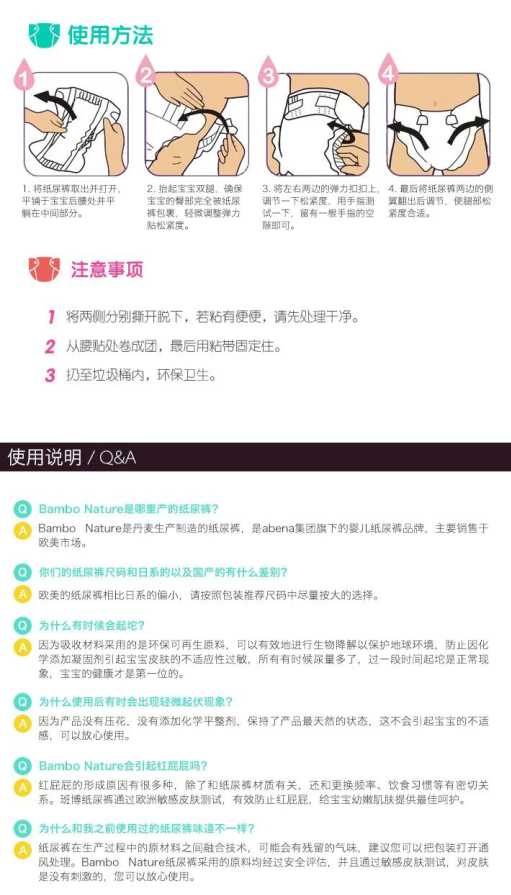 使用方法
1
2
3
4
1. 将纸尿裤取出并打开,
平铺于宝宝后腰处并平
躺在中间部分。
2. 抬起宝宝双腿，确保
宝宝的臀部完全被纸尿
裤包裹，轻微调整弹力
贴松紧度。
3. 将左右两边的弹力扣扣上,
调节一下松紧度，用手指测
试一下，留有一根手指的空
隙即可。
4. 最后将纸尿裤两边的侧
翼翻出后调节，使腿部松
紧度合适。
注意事项
1 将两侧分别撕开脱下，若粘有便便，请先处理干净。
2 从腰贴处卷成团，最后用粘带固定住。
3 扔至垃圾桶内，环保卫生。
使用说明 / Q&A
Q Bambo Nature是哪里产的纸尿裤?
A Bambo Nature是丹麦生产制造的纸尿裤，是abena集团旗下的婴儿纸尿裤品牌，主要销售于
欧美市场。
Q 你们的纸尿裤尺码和日系的以及国产的有什么差别?
A 欧美的纸尿裤相比日系的偏小，请按照包装推荐尺码中尽量按大的选择。
Q 为什么有时候会起坨?
A 因为吸收材料采用的是环保可再生原料，可以有效地进行生物降解以保护地球环境，防止因化
学添加凝固剂引起宝宝皮肤的不适应性过敏，所有有时候尿量多了，过一段时间起坨是正常现
象，宝宝的健康才是第一位的。
Q 为什么使用后有时会出现轻微起伏现象?
A 因为产品没有压花，没有添加化学平整剂，保持了产品最天然的状态，这不会引起宝宝的不适
感，可以放心使用。
Q Bambo Nature会引起红屁屁吗?
A 红屁屁的形成原因有很多种，除了和纸尿裤材质有关，还和更换频率、饮食习惯等有密切关
系。班博纸尿裤通过欧洲敏感皮肤测试，有效防止红屁屁，给宝宝幼嫩肌肤提供最佳呵护。
Q 为什么和我之前使用过的纸尿裤味道不一样?
A 纸尿裤在生产过程中的原材料之间融合技术，可能会有残留的气味，建议您可以把包装打开通
风处理。Bambo Nature纸尿裤采用的原料均经过安全评估，并且通过敏感皮肤测试，对皮肤
是没有刺激的，您可以放心使用。